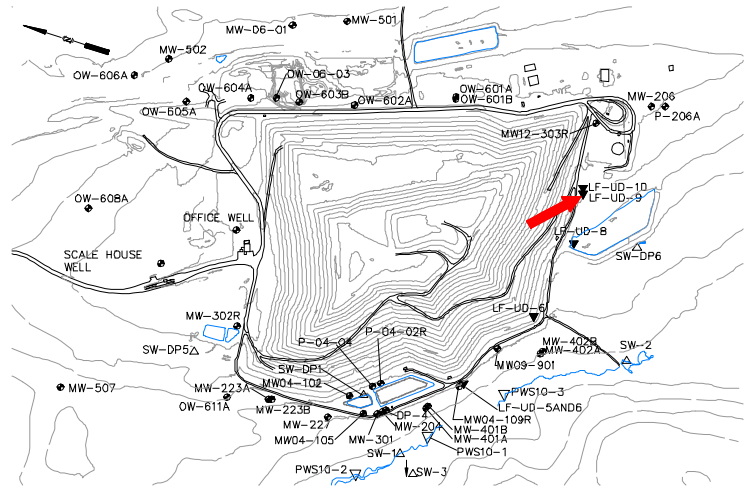 MW-D6-01
MW-501
MW-502
OW-606A
OW-604A
OW-06-03
OW-603B
OW-605A
OW-602A
OW-601A
OW-601B
MW-206
P-206A
MW12-303R
LF-UD-10
LF-UD-9
OW-608A
OFFICE WELL
LF-UD-8
SW-DP6
SCALE HOUSE
WELL
LF-UD-6
MW-302R
P-04-04
P-04-02R
MW-402B
MW-402A
SW-2
SW-DP5
SW-DP1
MW09-901
MW-507
MW-223A
MW04-102
PWS10-3
OW-611A
MW-223B
LF-UD-5AND6
MW-227
DP-4
MW04-109R
MW04-105
MW-204
MW-301
MW-401B
MW-401A
SW-1
PWS10-1
PWS10-2
SW-3